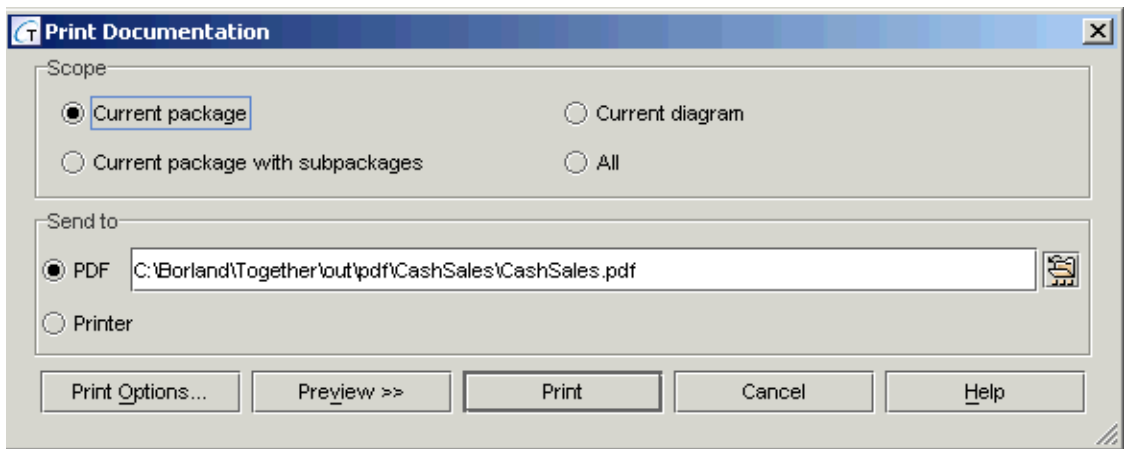 Print Documentation
Scope
Current package
Current diagram
Current package with subpackages
All
Send to
PDF
C:\Borland\Together\out\pdf\CashSales\CashSales.pdf
Printer
Print Options...
Preview >>
Print
Cancel
Help